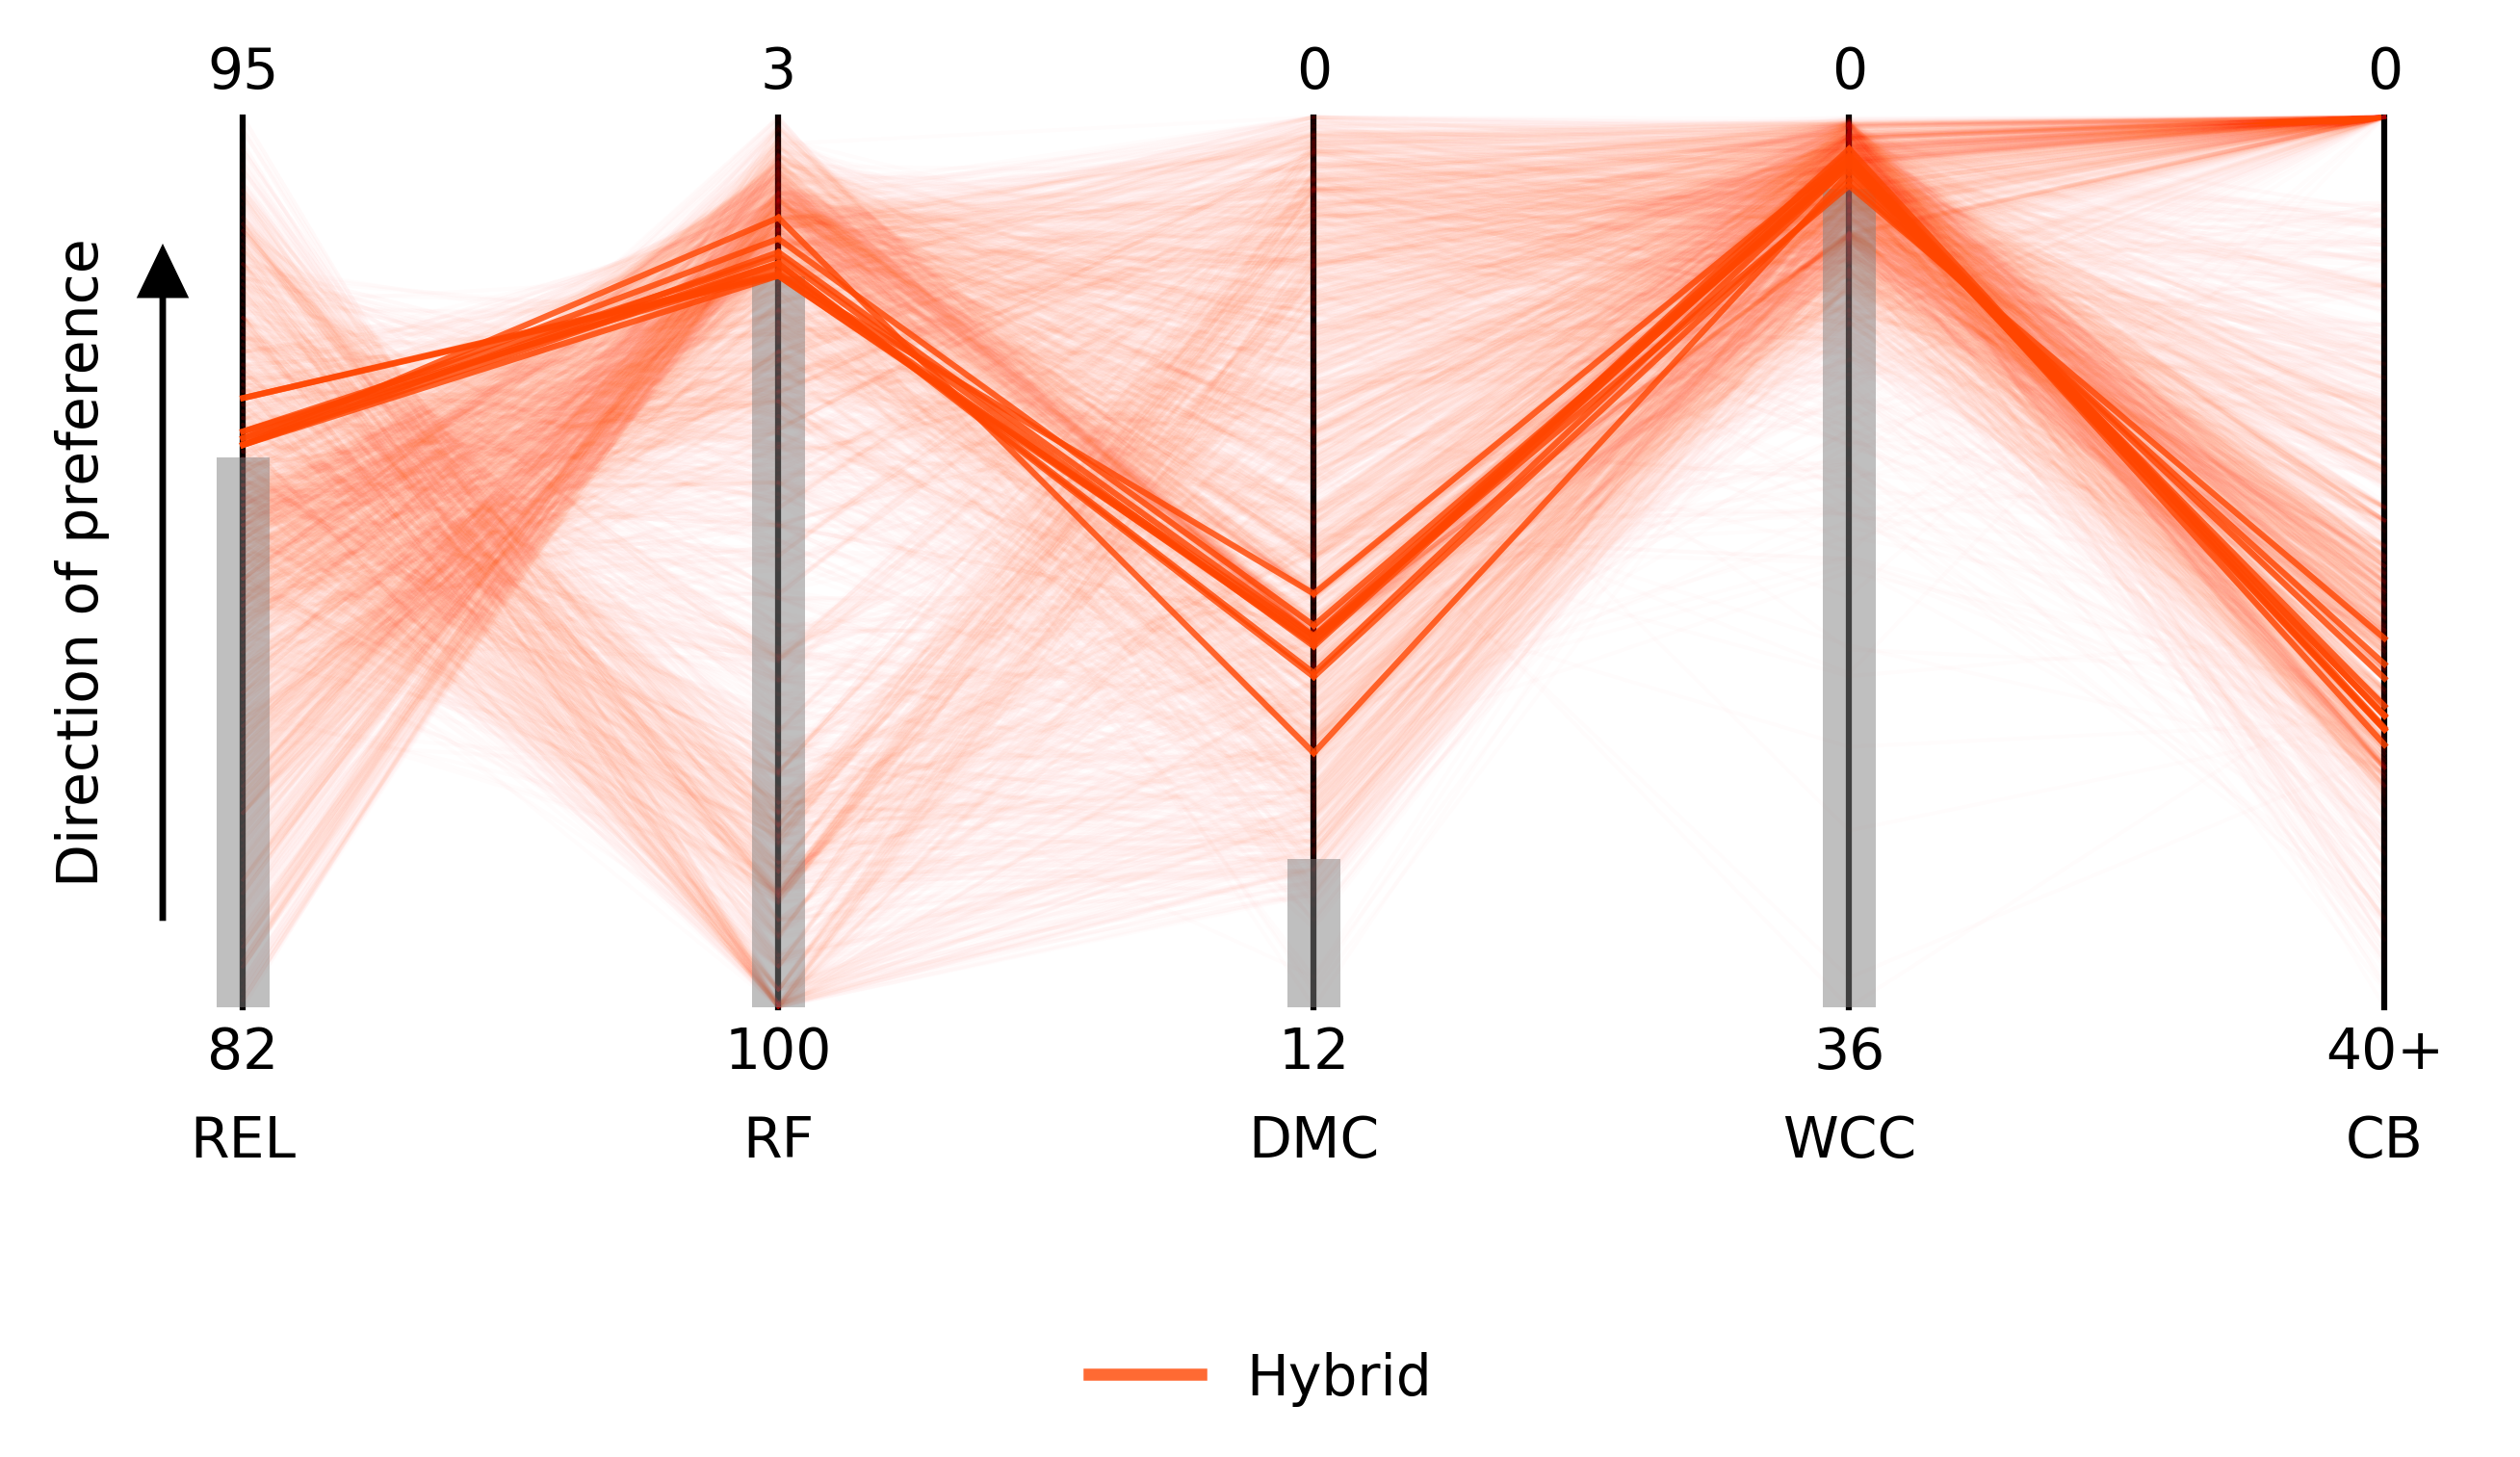 95 3 0 0 0
Direction of preference
82 100 12 36 40+
REL RF DMC WCC CB
Hybrid